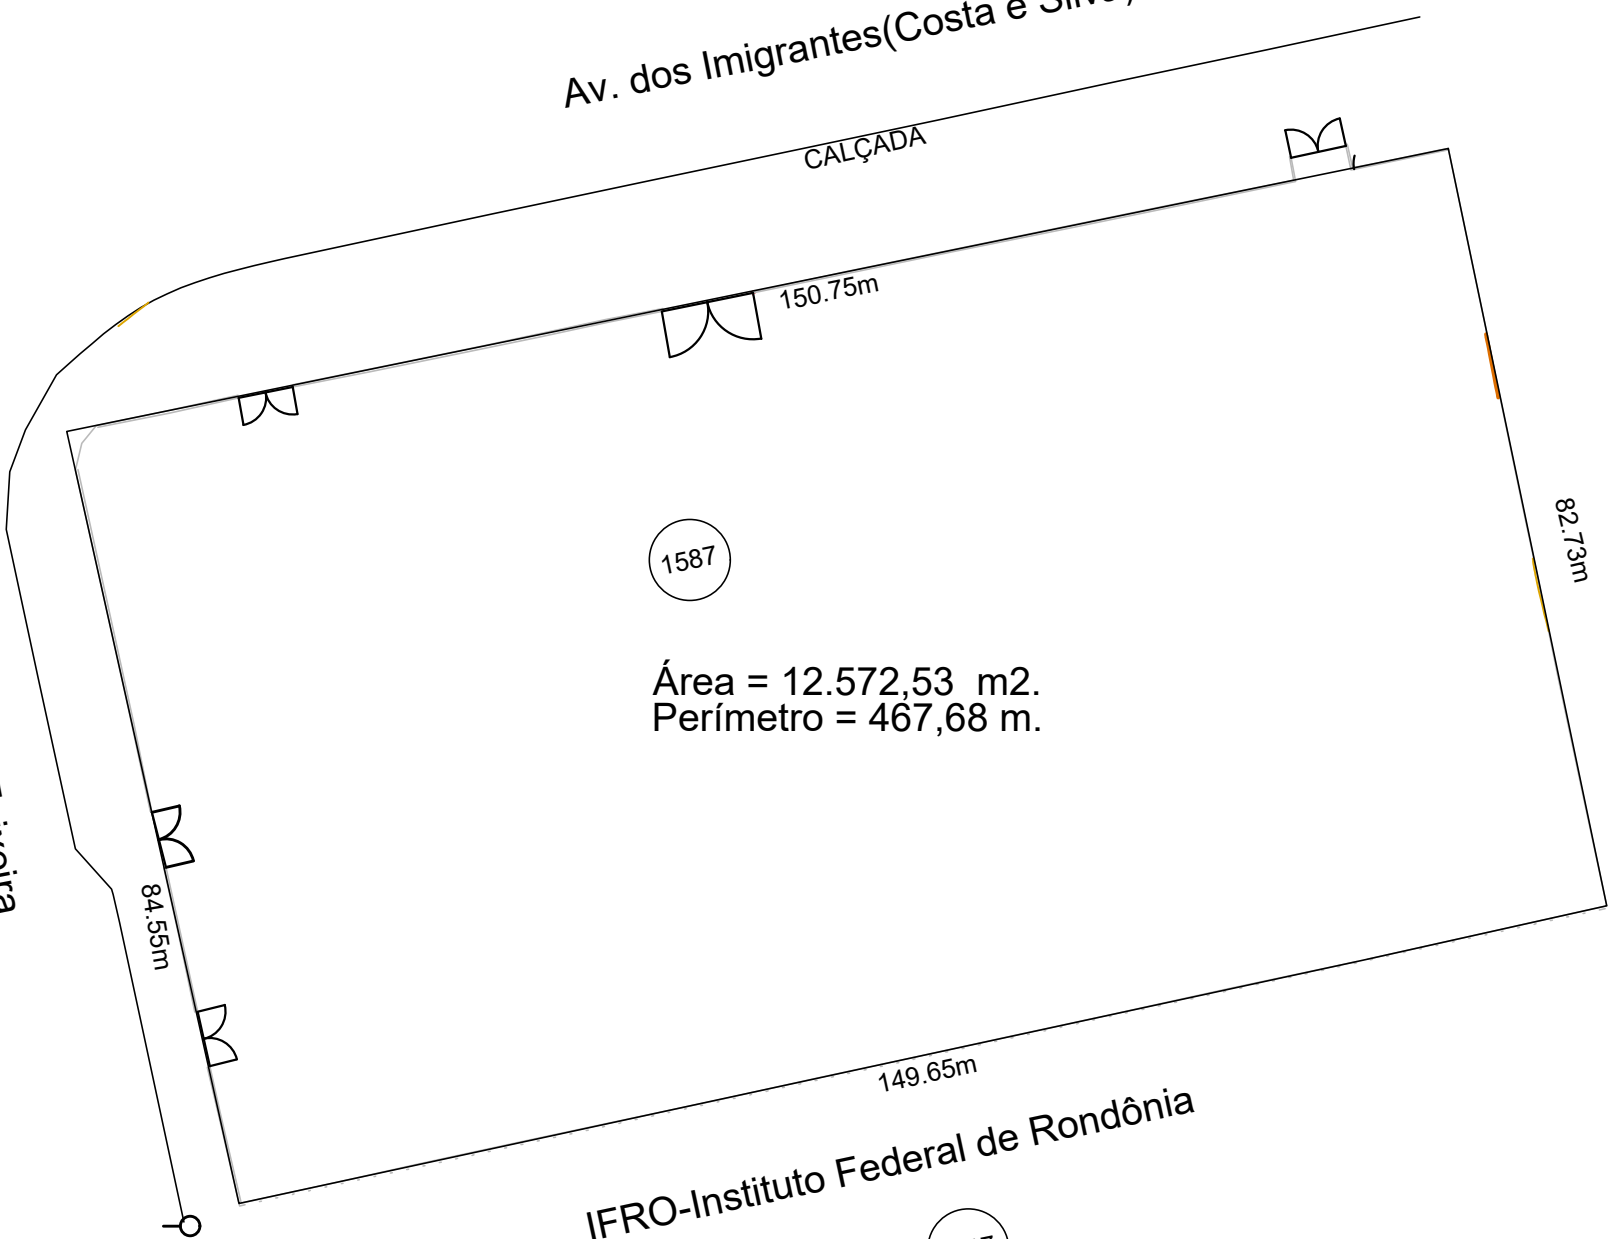 Av. dos Imigrantes(Costa e Silva)
CALÇADA
150.75m
82.73m
1587
Área = 12.572,53  m2.
Perímetro = 467,68 m.
84.55m
149.65m
IFRO-Instituto Federal de Rondônia